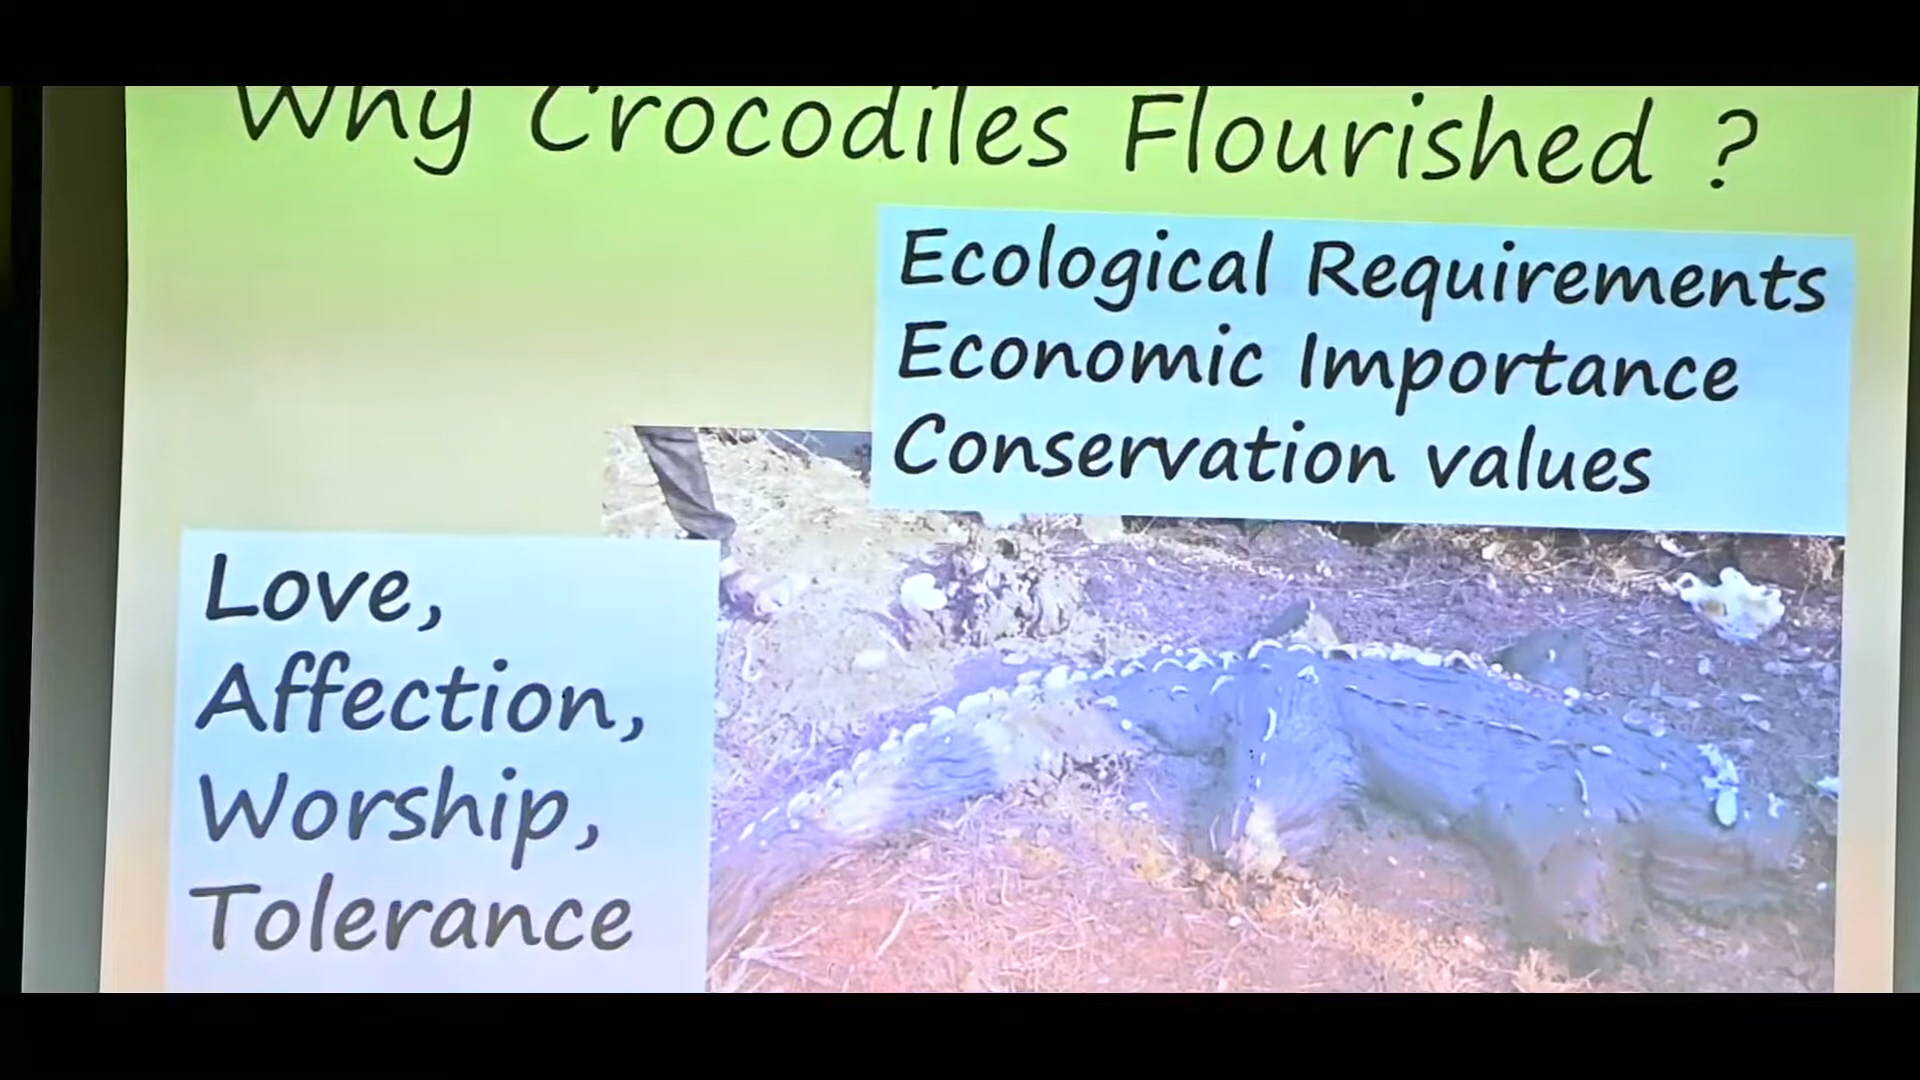 Why Crocodiles Flourished ?
Ecological Requirements
Economic Importance
Conservation values
Love,
Affection,
Worship,
Tolerance